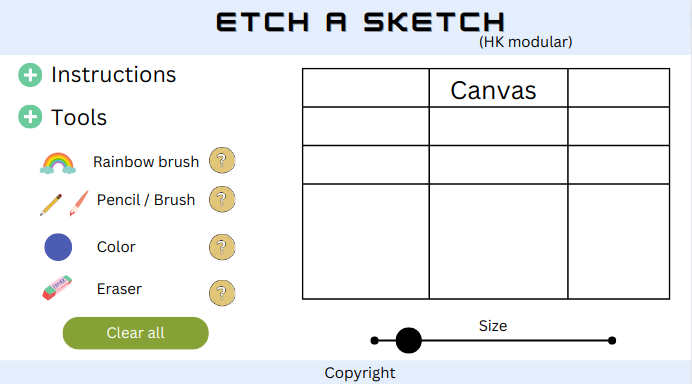 ETCH A SKETCH
(HK modular)
Instructions
Tools
Rainbow brush ?
Pencil / Brush ?
Color ?
Eraser ?
Clear all
Canvas
Size
Copyright